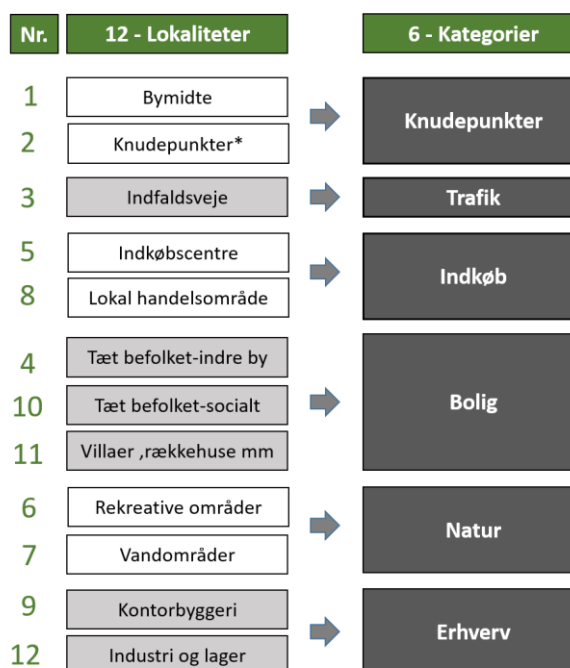 Nr. 12 - Lokaliteter 6 - Kategorier
1 Bymidte
Knudepunkter
2 Knudepunkter*
3 Indfaldsveje Trafik
5 Indkøbscentre
Indkøb
8 Lokal handelsområde
4 Tæt befolket-indre by
10 Tæt befolket-socialt Bolig
11 Villaer ,rækkehuse mm
6 Rekreative områder
Natur
7 Vandområder
9 Kontorbyggeri
Erhverv
12 Industri og lager